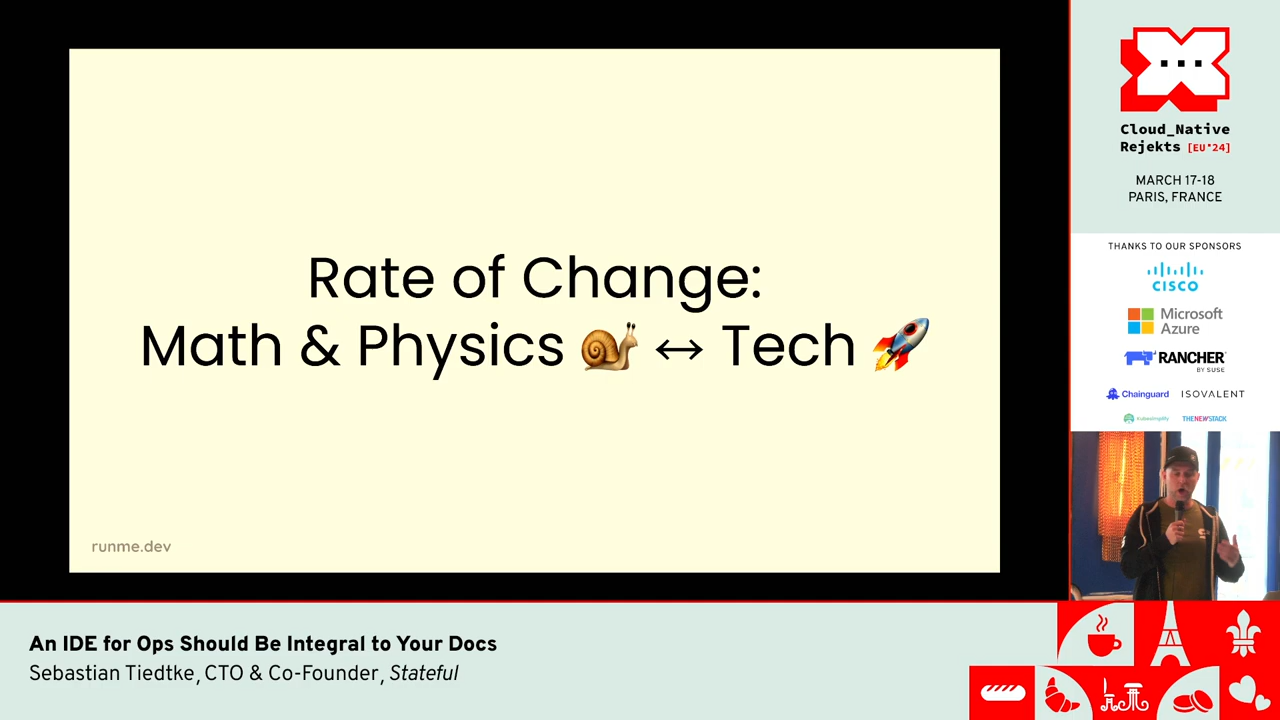 Rate of Change:
Math & Physics 🐌 ↔ Tech 🚀
runme.dev
Cloud_Native
Rejekts [EU'24]
MARCH 17-18
PARIS, FRANCE
THANKS TO OUR SPONSORS
CISCO
Microsoft
Azure
RANCHER
BY SUSE
Chainguard
ISOVALENT
kubesimplify
THENEWSTACK
An IDE for Ops Should Be Integral to Your Docs
Sebastian Tiedtke, CTO & Co-Founder, Stateful